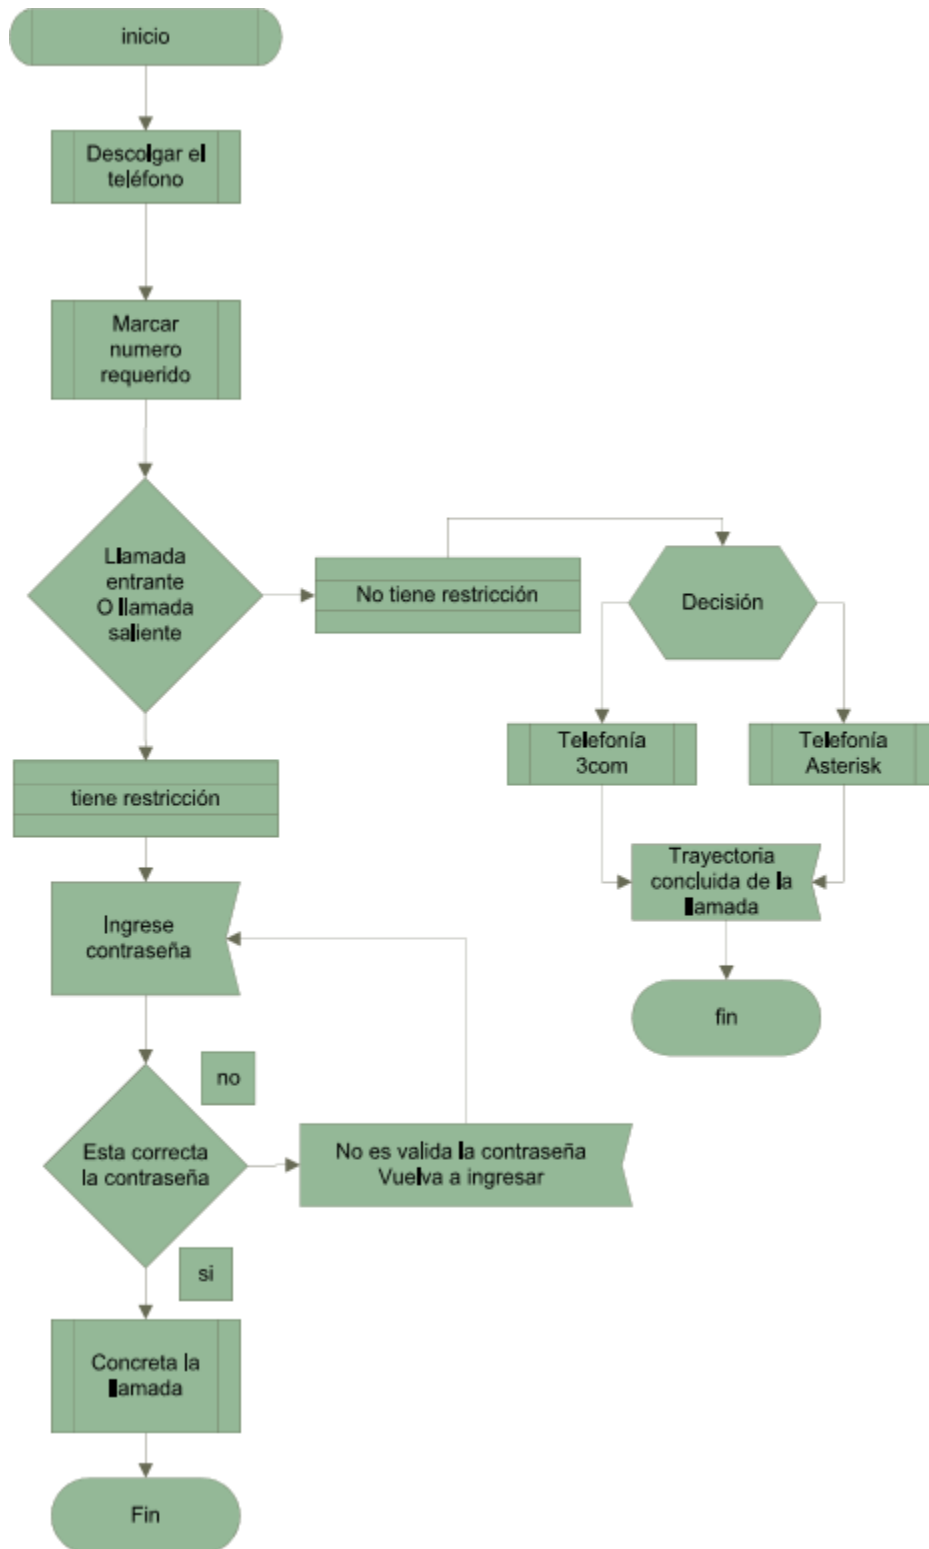 inicio
Descolgar el
teléfono
Marcar
numero
requerido
Llamada
entrante
O llamada
saliente
No tiene restricción
Decisión
Telefonía
3com
Telefonía
Asterisk
Trayectoria
concluida de la
llamada
fin
tiene restricción
Ingrese
contraseña
no
Esta correcta
la contraseña
No es valida la contraseña
Vuelva a ingresar
si
Concreta la
llamada
Fin